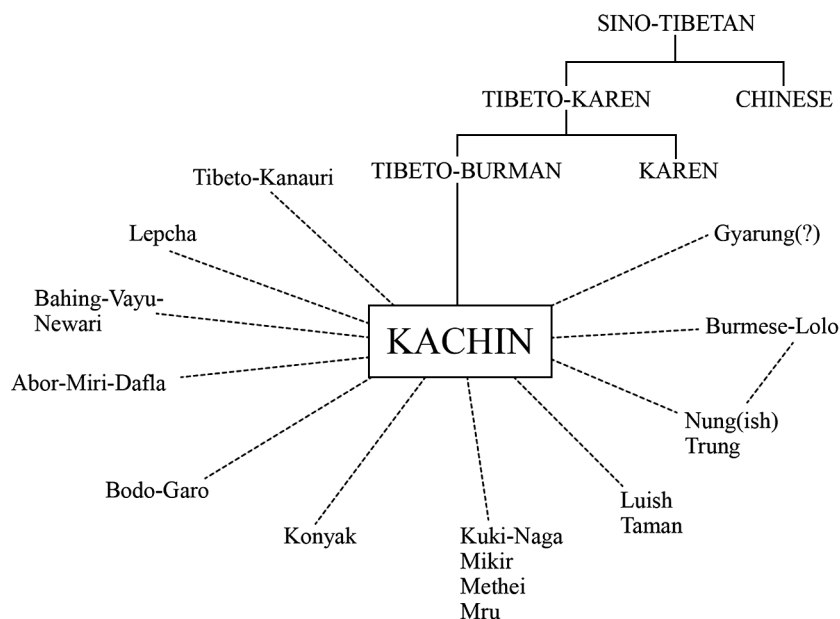 SINO-TIBETAN
TIBETO-KAREN
CHINESE
TIBETO-BURMAN
KAREN
Tibeto-Kanauri
Lepcha
Gyarung(?)
Bahing-Vayu-
Newari
Burmese-Lolo
KACHIN
Abor-Miri-Dafla
Nung(ish)
Trung
Bodo-Garo
Luish
Taman
Konyak
Kuki-Naga
Mikir
Methei
Mru